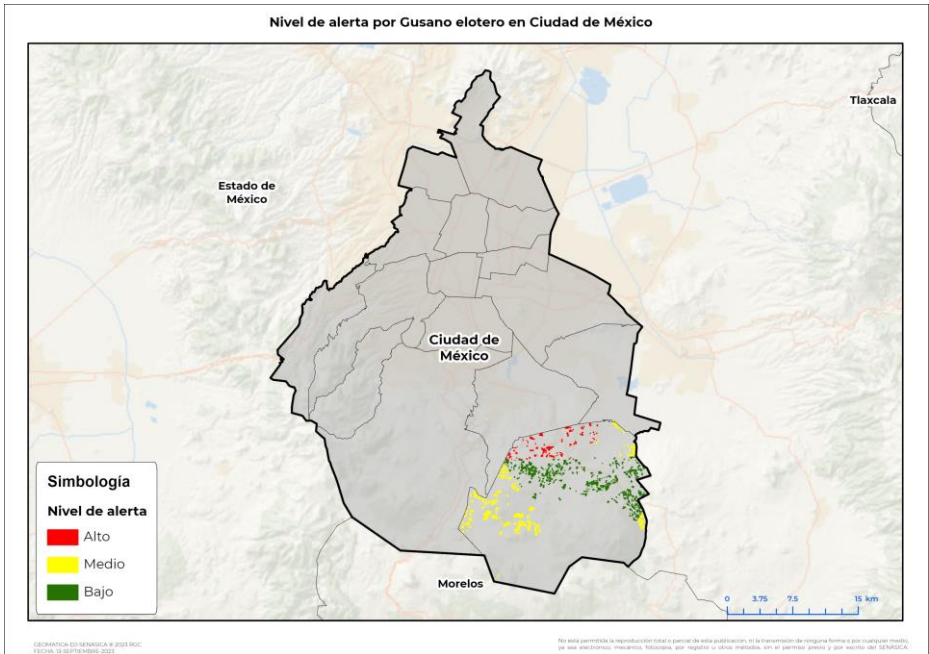 Nivel de alerta por Gusano elotero en Ciudad de México
Tlaxcala
Estado de
México
Ciudad de
México
Simbología
Nivel de alerta
Alto
Medio
Bajo
Morelos
0 3.75 7.5 15 km
GEOMATICA-DJ-SENASICA © 2023 RGC
FECHA: 13-SEPTIEMBRE-2023
No está permitida la reproducción total o parcial de esta publicación, ni la transmisión de ninguna forma o por cualquier medio,
ya sea electrónico, mecánico, fotocopia, por registro u otros métodos, sin el permiso previo y por escrito del SENASICA.